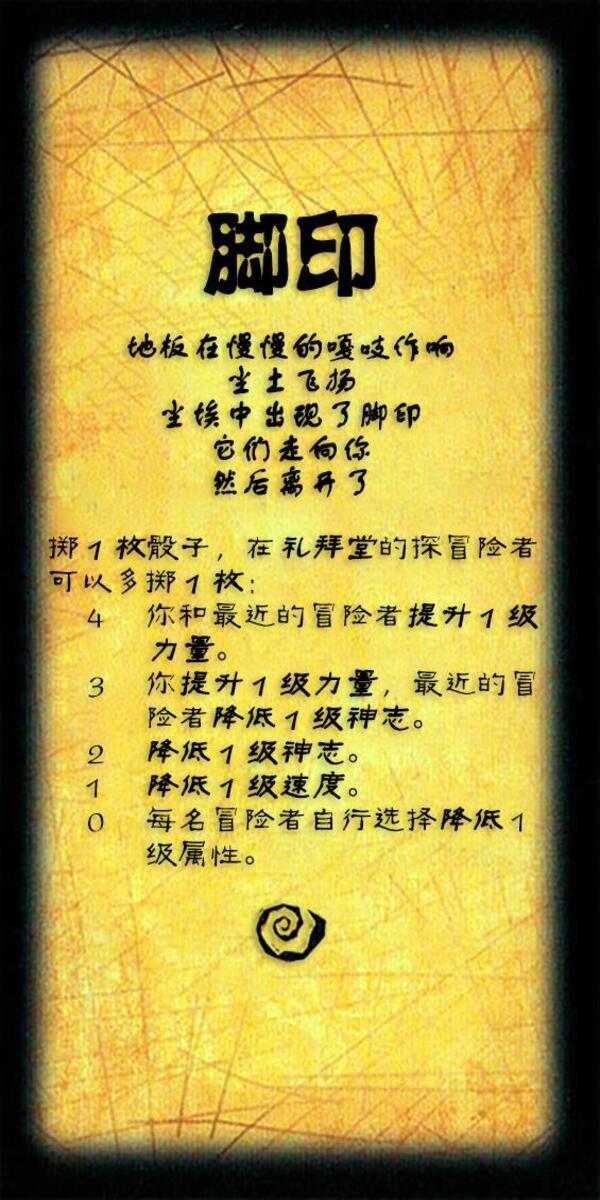 脚印
地板在慢慢的嘎吱作响
尘土飞扬
尘埃中出现了脚印
它们走向你
然后离开了
掷1枚骰子，在礼拜堂的探冒险者
可以多掷1枚：
4 你和最近的冒险者提升1级
力量。
3 你提升1级力量，最近的冒
险者降低1级神志。
2 降低1级神志。
1 降低1级速度。
0 每名冒险者自行选择降低1
级属性。